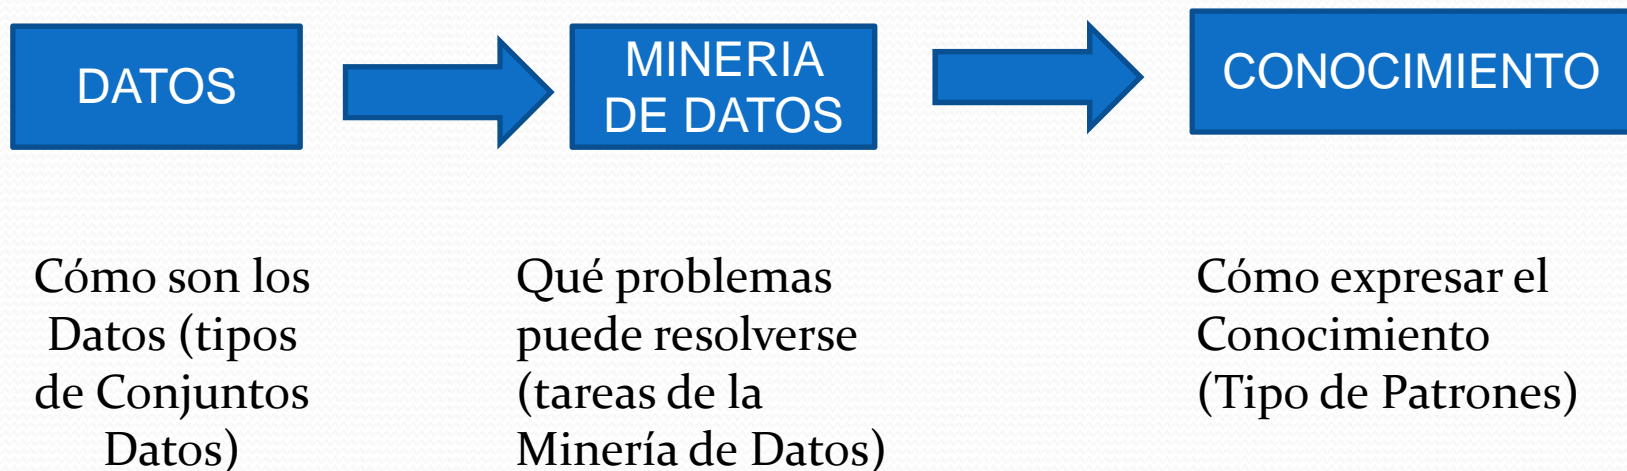 DATOS
MINERIA
DE DATOS
CONOCIMIENTO
Cómo son los
Datos (tipos
de Conjuntos
Datos)
Qué problemas
puede resolverse
(tareas de la
Minería de Datos)
Cómo expresar el
Conocimiento
(Tipo de Patrones)